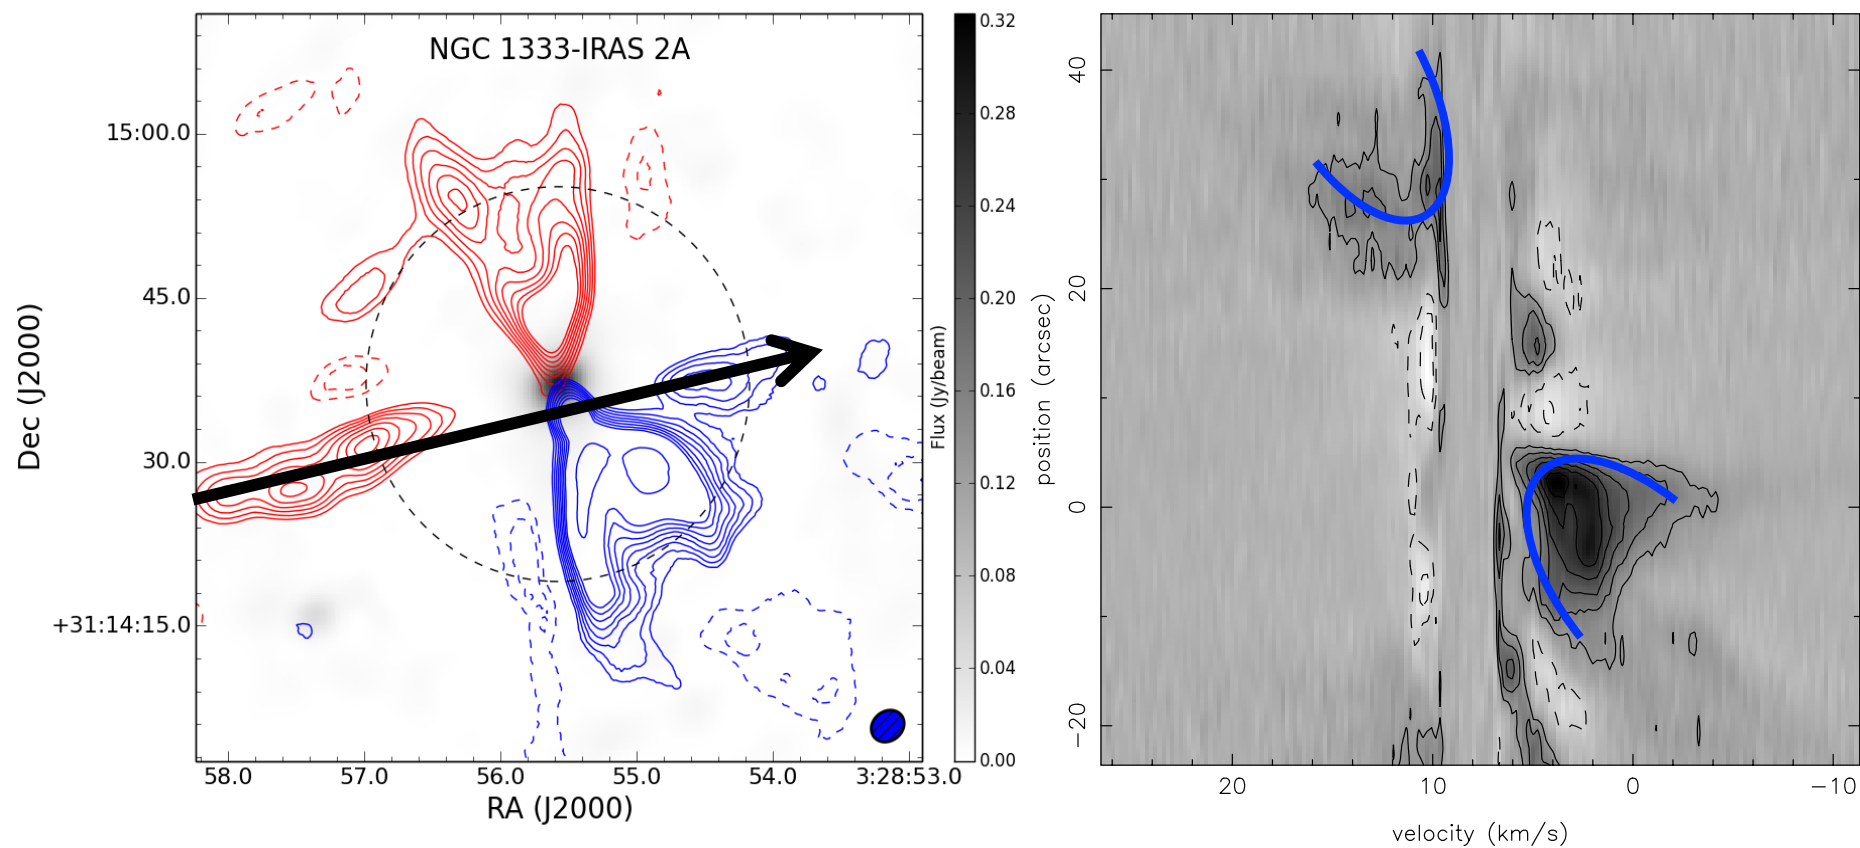 NGC 1333-IRAS 2A
15:00.0
45.0
30.0
+31:14:15.0
Dec (J2000)
58.0 57.0 56.0 55.0 54.0 3:28:53.0
RA (J2000)
0.32
0.28
0.24
0.20
0.16
0.12
0.08
0.04
0.00
Flux (Jy/beam)
40
20
0
−20
position (arcsec)
20 10 0 −10
velocity (km/s)